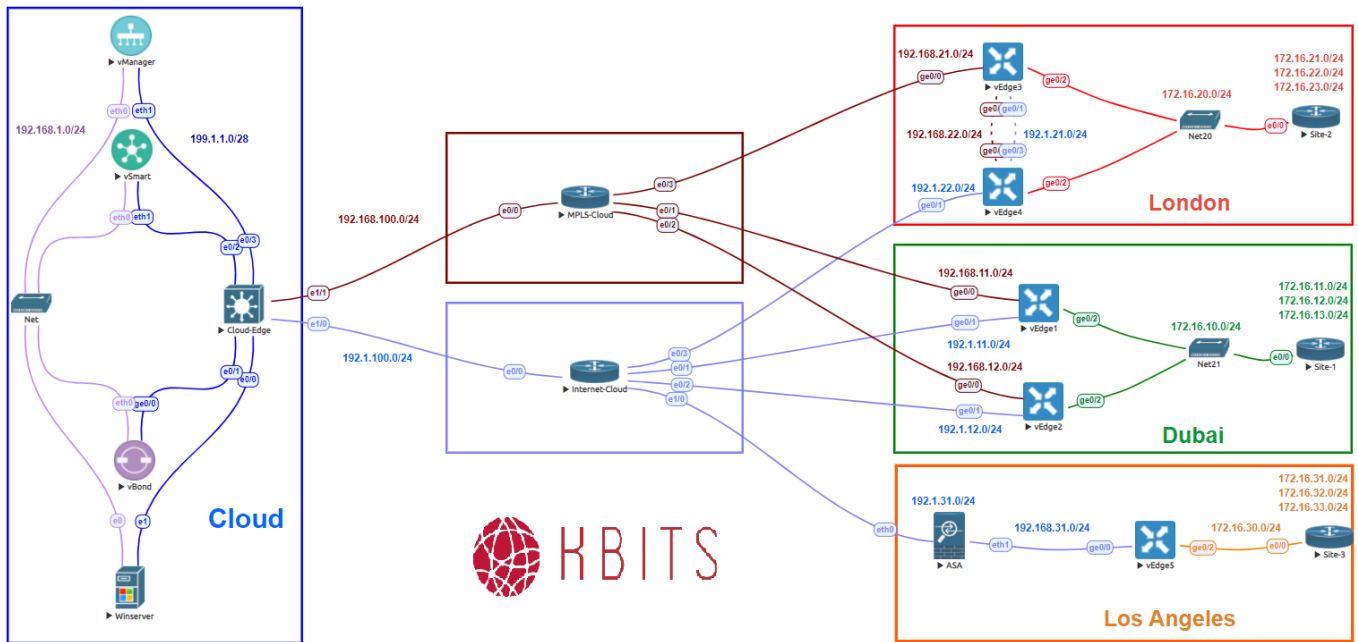 vManager
eth0
eth1
192.168.1.0/24
199.1.1.0/28
vSmart
eth0
eth1
e0/2
e0/3
Net
Cloud-Edge
e1/1
e1/0
e0/1
e0/0
eth0
ge0/0
vBond
Cloud
e0
e1
Winserver
192.168.100.0/24
192.1.100.0/24
e0/0
MPLS-Cloud
e0/3
e0/1
e0/2
e0/0
Internet-Cloud
e0/3
e0/1
e0/2
e1/0
KBITS
192.168.21.0/24
ge0/0
vEdge3
ge0/2
ge0/1
192.168.22.0/24
192.1.21.0/24
ge0/3
192.1.22.0/24
ge0/1
vEdge4
ge0/2
172.16.20.0/24
Net20
e0/0
172.16.21.0/24
172.16.22.0/24
172.16.23.0/24
Site-2
London
192.168.11.0/24
ge0/0
vEdge1
ge0/1
192.1.11.0/24
ge0/2
192.168.12.0/24
ge0/0
vEdge2
ge0/1
192.1.12.0/24
ge0/2
172.16.10.0/24
Net21
e0/0
172.16.11.0/24
172.16.12.0/24
172.16.13.0/24
Site-1
Dubai
192.1.31.0/24
eth0
ASA
eth1
192.168.31.0/24
ge0/0
vEdge5
ge0/2
172.16.30.0/24
e0/0
172.16.31.0/24
172.16.32.0/24
172.16.33.0/24
Site-3
Los Angeles